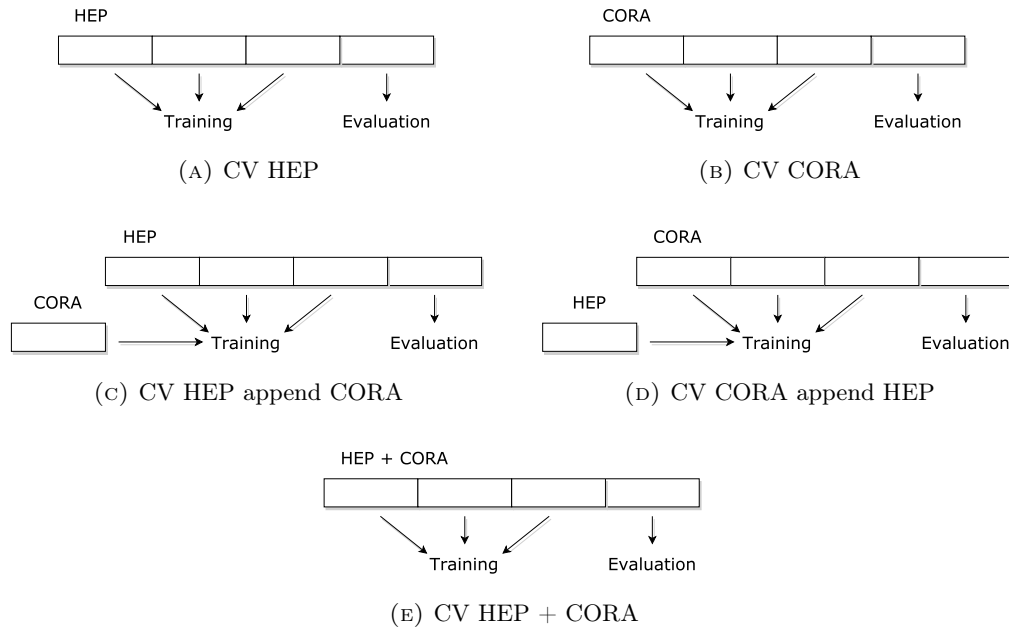 HEP
Training
Evaluation
(A) CV HEP
CORA
Training
Evaluation
(B) CV CORA
HEP
CORA
Training
Evaluation
(C) CV HEP append CORA
CORA
HEP
Training
Evaluation
(D) CV CORA append HEP
HEP + CORA
Training
Evaluation
(E) CV HEP + CORA